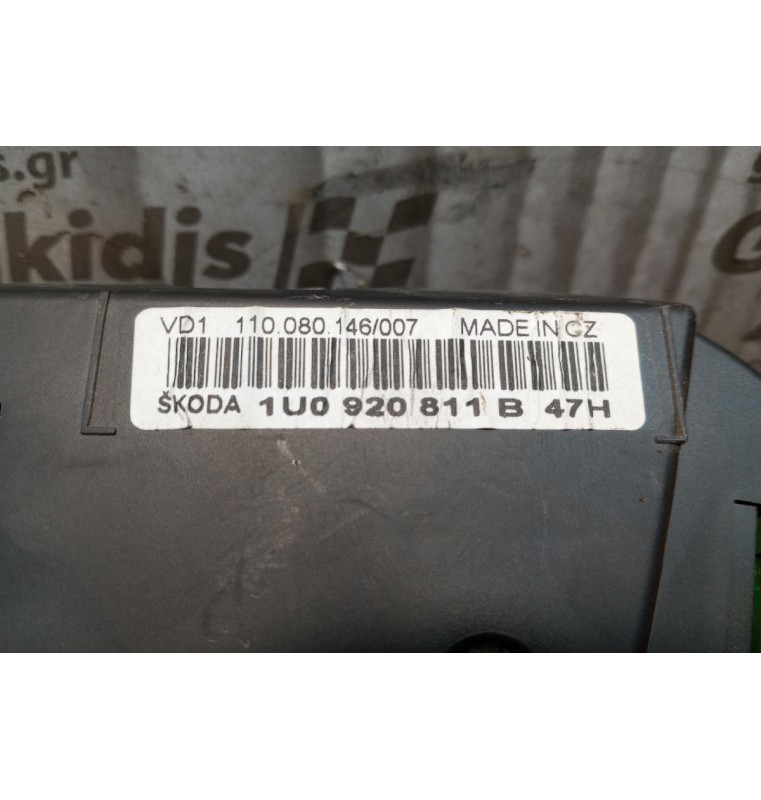 s.gr
kidis
VD1 110.080.146/007 MADE IN CZ
ŠKODA 1U0 920 811 B 47H